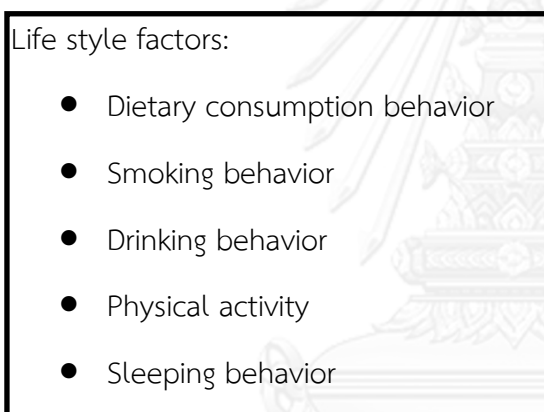 Life style factors:
● Dietary consumption behavior
● Smoking behavior
● Drinking behavior
● Physical activity
● Sleeping behavior